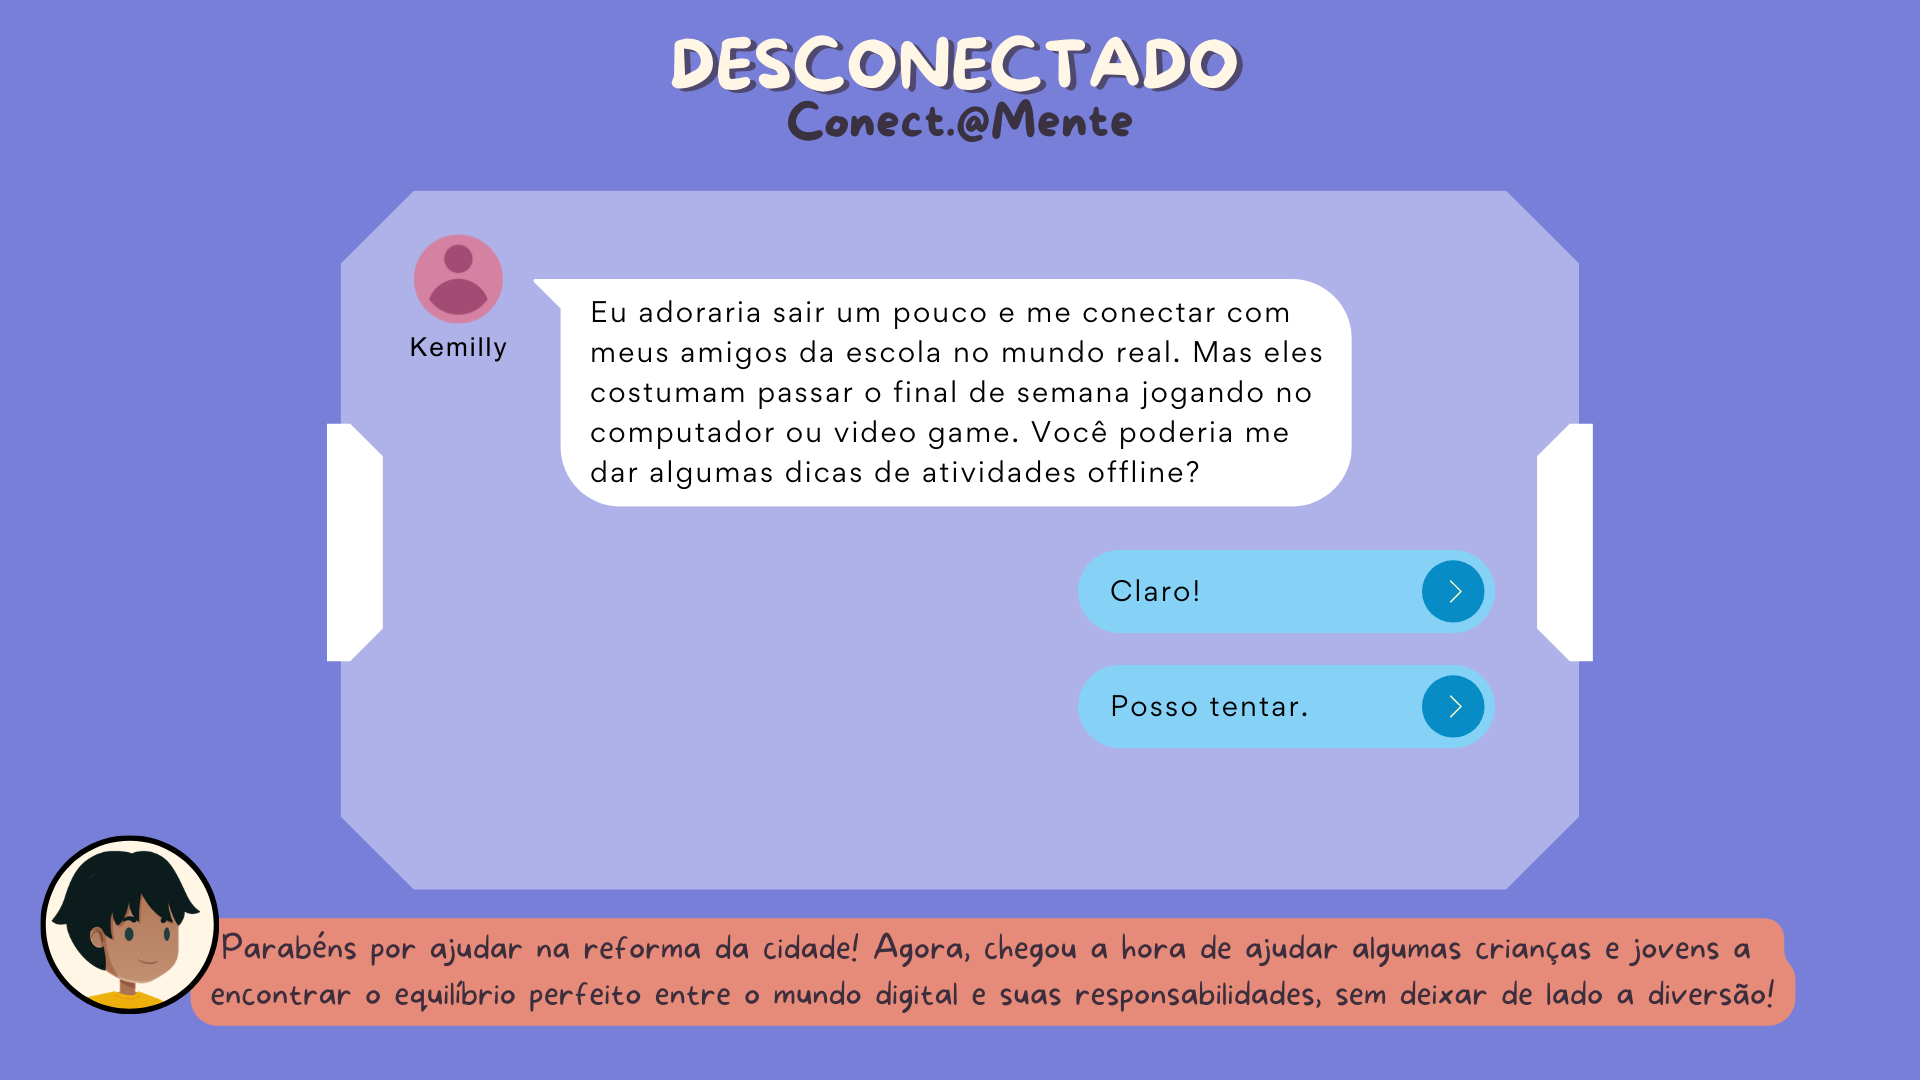 DESCONECTADO
Conect.@Mente
Kemilly
Eu adoraria sair um pouco e me conectar com
meus amigos da escola no mundo real. Mas eles
costumam passar o final de semana jogando no
computador ou video game. Você poderia me
dar algumas dicas de atividades offline?
Claro!
Posso tentar.
Parabéns por ajudar na reforma da cidade! Agora, chegou a hora de ajudar algumas crianças e jovens a
encontrar o equilíbrio perfeito entre o mundo digital e suas responsabilidades, sem deixar de lado a diversão!